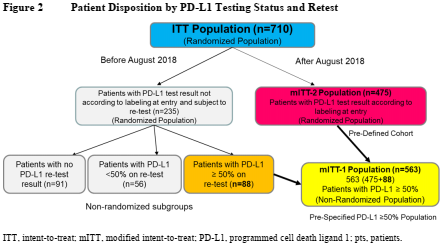 Figure 2 Patient Disposition by PD-L1 Testing Status and Retest
ITT Population (n=710)
(Randomized Population)
Before August 2018
After August 2018
Patients with PD-L1 test result not
according to labeling at entry and subject to
re-test (n=235)
(Randomized Population)
mITT-2 Population (n=475)
Patients with PD-L1 test result according to
labeling at entry
(Randomized Population)
Pre-Defined Cohort
Patients with no
PD-L1 re-test
result (n=91)
Patients with PD-L1
<50% on re-test
(n=56)
Patients with PD-L1
≥ 50% on
re-test (n=88)
mITT-1 Population (n=563)
563 (475+88)
Patients with PD-L1 ≥ 50%
(Non-Randomized Population)
Non-randomized subgroups
Pre-Specified PD-L1 ≥50% Population
ITT, intent-to-treat; mITT, modified intent-to-treat; PD-L1, programmed cell death ligand 1; pts, patients.